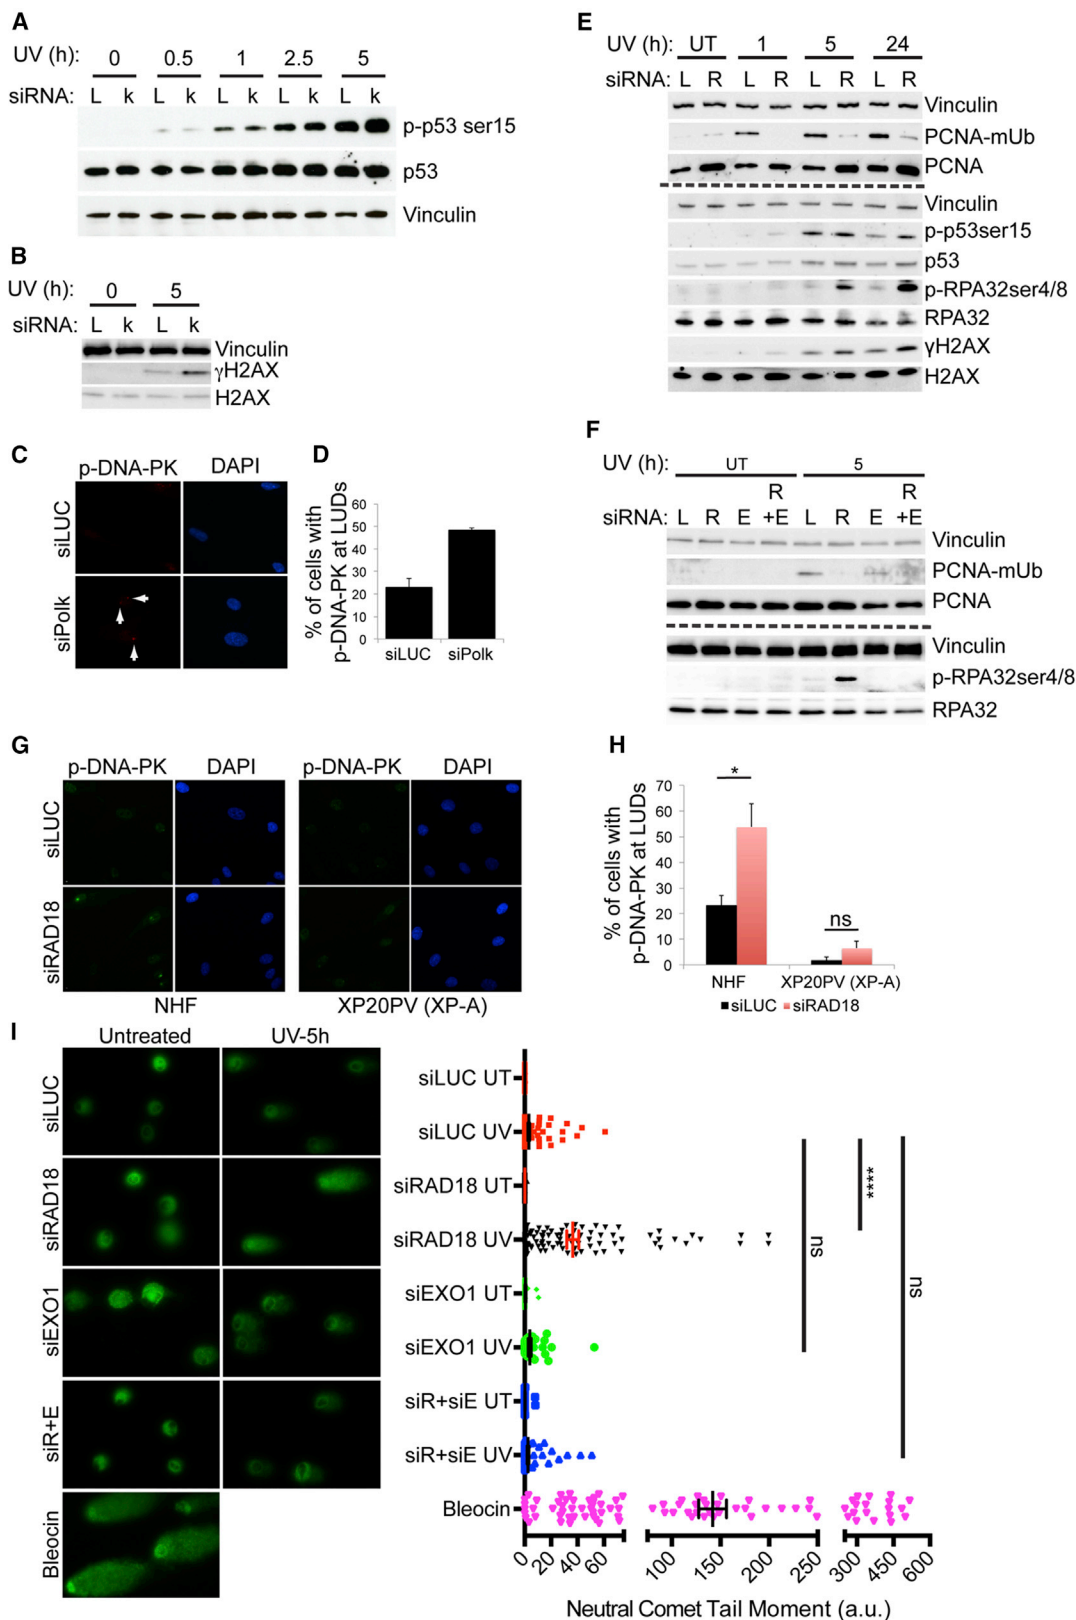 A
UV (h): 0 0.5 1 2.5 5
siRNA: L k L k L k L k L k
p-p53 ser15
p53
Vinculin
B
UV (h): 0 5
siRNA: L k L k
Vinculin
γH2AX
H2AX
C
p-DNA-PK DAPI
siLUC
siPolk
D
% of cells with
p-DNA-PK at LUDs
60
50
40
30
20
10
0
siLUC siPolk
E
UV (h): UT 1 5 24
siRNA: L R L R L R L R
Vinculin
PCNA-mUb
PCNA
Vinculin
p-p53ser15
p53
p-RPA32ser4/8
RPA32
γH2AX
H2AX
F
UV (h): UT 5
siRNA: L R E R +E L R E R +E
Vinculin
PCNA-mUb
PCNA
Vinculin
p-RPA32ser4/8
RPA32
G
p-DNA-PK DAPI p-DNA-PK DAPI
siLUC
siRAD18
NHF XP20PV (XP-A)
H
% of cells with
p-DNA-PK at LUDs
70
60
50
40
30
20
10
0
*
ns
NHF XP20PV (XP-A)
siLUC siRAD18
I
Untreated UV-5h
siLUC
siRAD18
siEXO1
siR+E
Bleocin
siLUC UT
siLUC UV
siRAD18 UT
siRAD18 UV
siEXO1 UT
siEXO1 UV
siR+siE UT
siR+siE UV
Bleocin
ns
****
ns
0 20 40 60 100 150 200 250 300 450 600
Neutral Comet Tail Moment (a.u.)